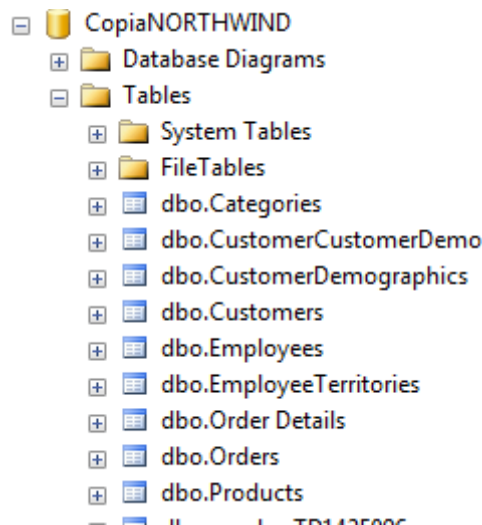 CopiaNORTHWIND
Database Diagrams
Tables
System Tables
FileTables
dbo.Categories
dbo.CustomerCustomerDemo
dbo.CustomerDemographics
dbo.Customers
dbo.Employees
dbo.EmployeeTerritories
dbo.Order Details
dbo.Orders
dbo.Products